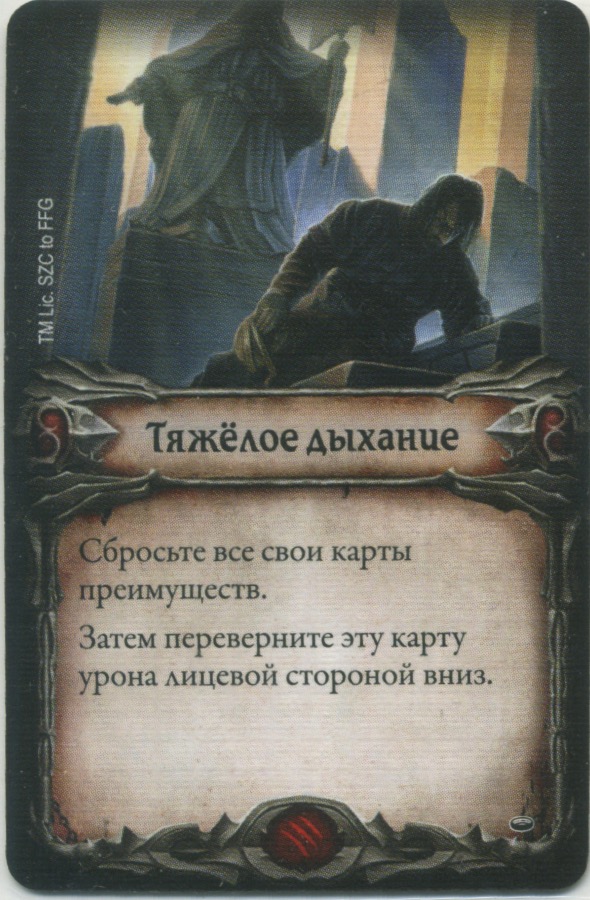 TM Lic. SZC to FFG
Тяжёлое дыхание
Сбросьте все свои карты
преимуществ.
Затем переверните эту карту
урона лицевой стороной вниз.